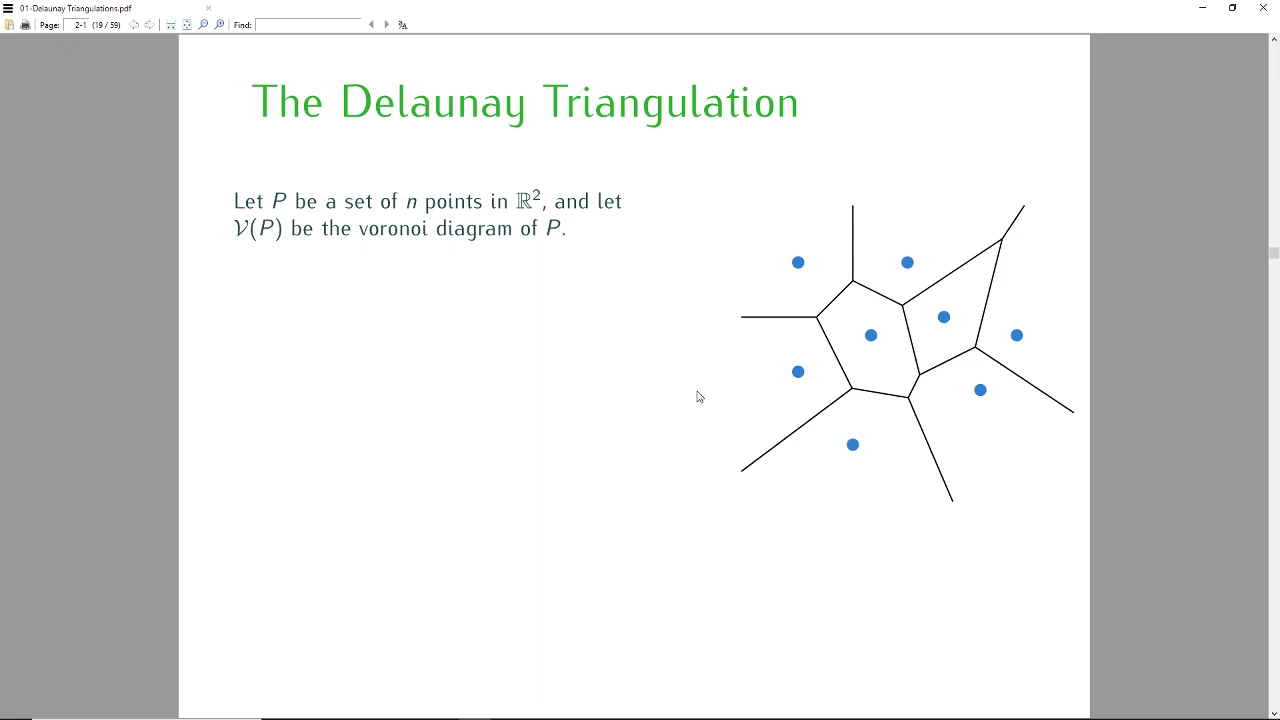 01-Delaunay Triangulations.pdf
Page: 2-1 (19 / 59) Find:
The Delaunay Triangulation
Let P be a set of n points in ℝ², and let
𝒱(P) be the voronoi diagram of P.